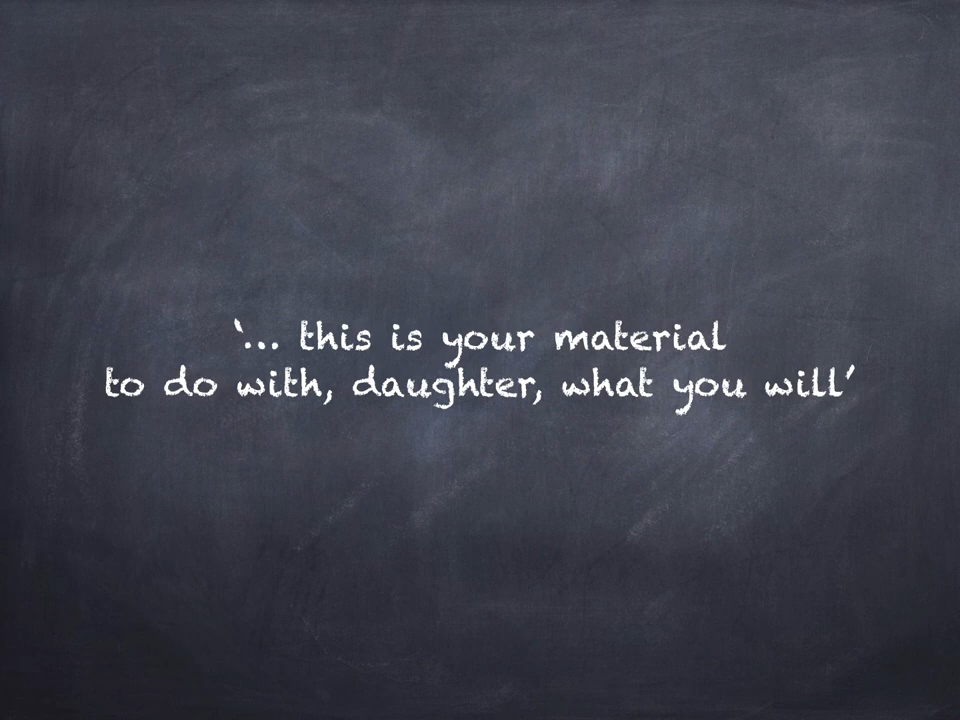 ‘… this is your material
to do with, daughter, what you will’